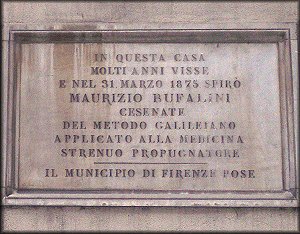 IN QUESTA CASA
MOLTI ANNI VISSE
E NEL 31 MARZO 1875 SPIRÒ
MAURIZIO BUFALINI
CESENATE
DEL METODO GALILEIANO
APPLICATO ALLA MEDICINA
STRENUO PROPUGNATORE
IL MUNICIPIO DI FIRENZE POSE